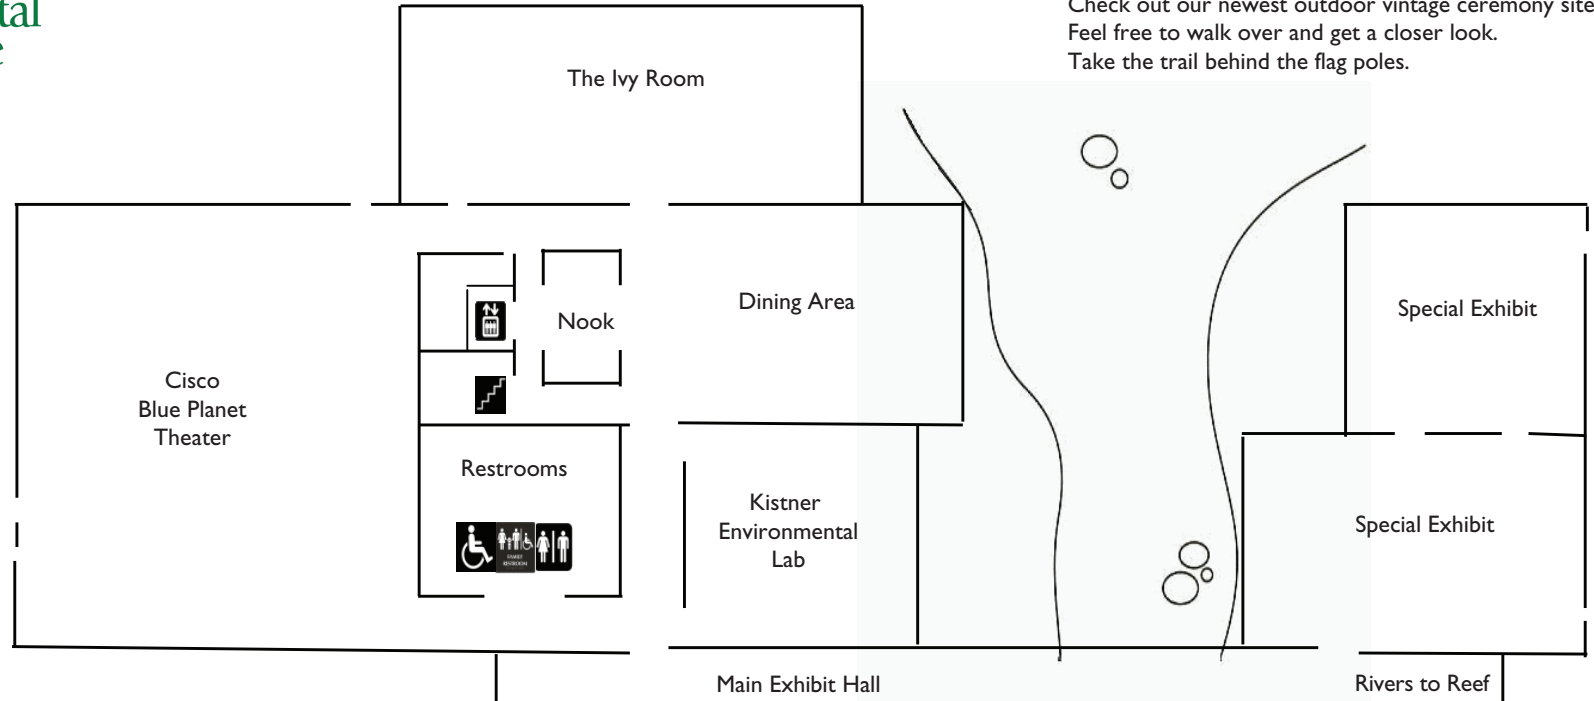 Check out our newest outdoor vintage ceremony site
Feel free to walk over and get a closer look.
Take the trail behind the flag poles.
The Ivy Room
Nook
Dining Area
Special Exhibit
Cisco
Blue Planet
Theater
Restrooms
FAMILY
RESTROOM
Kistner
Environmental
Lab
Special Exhibit
Main Exhibit Hall
Rivers to Reef